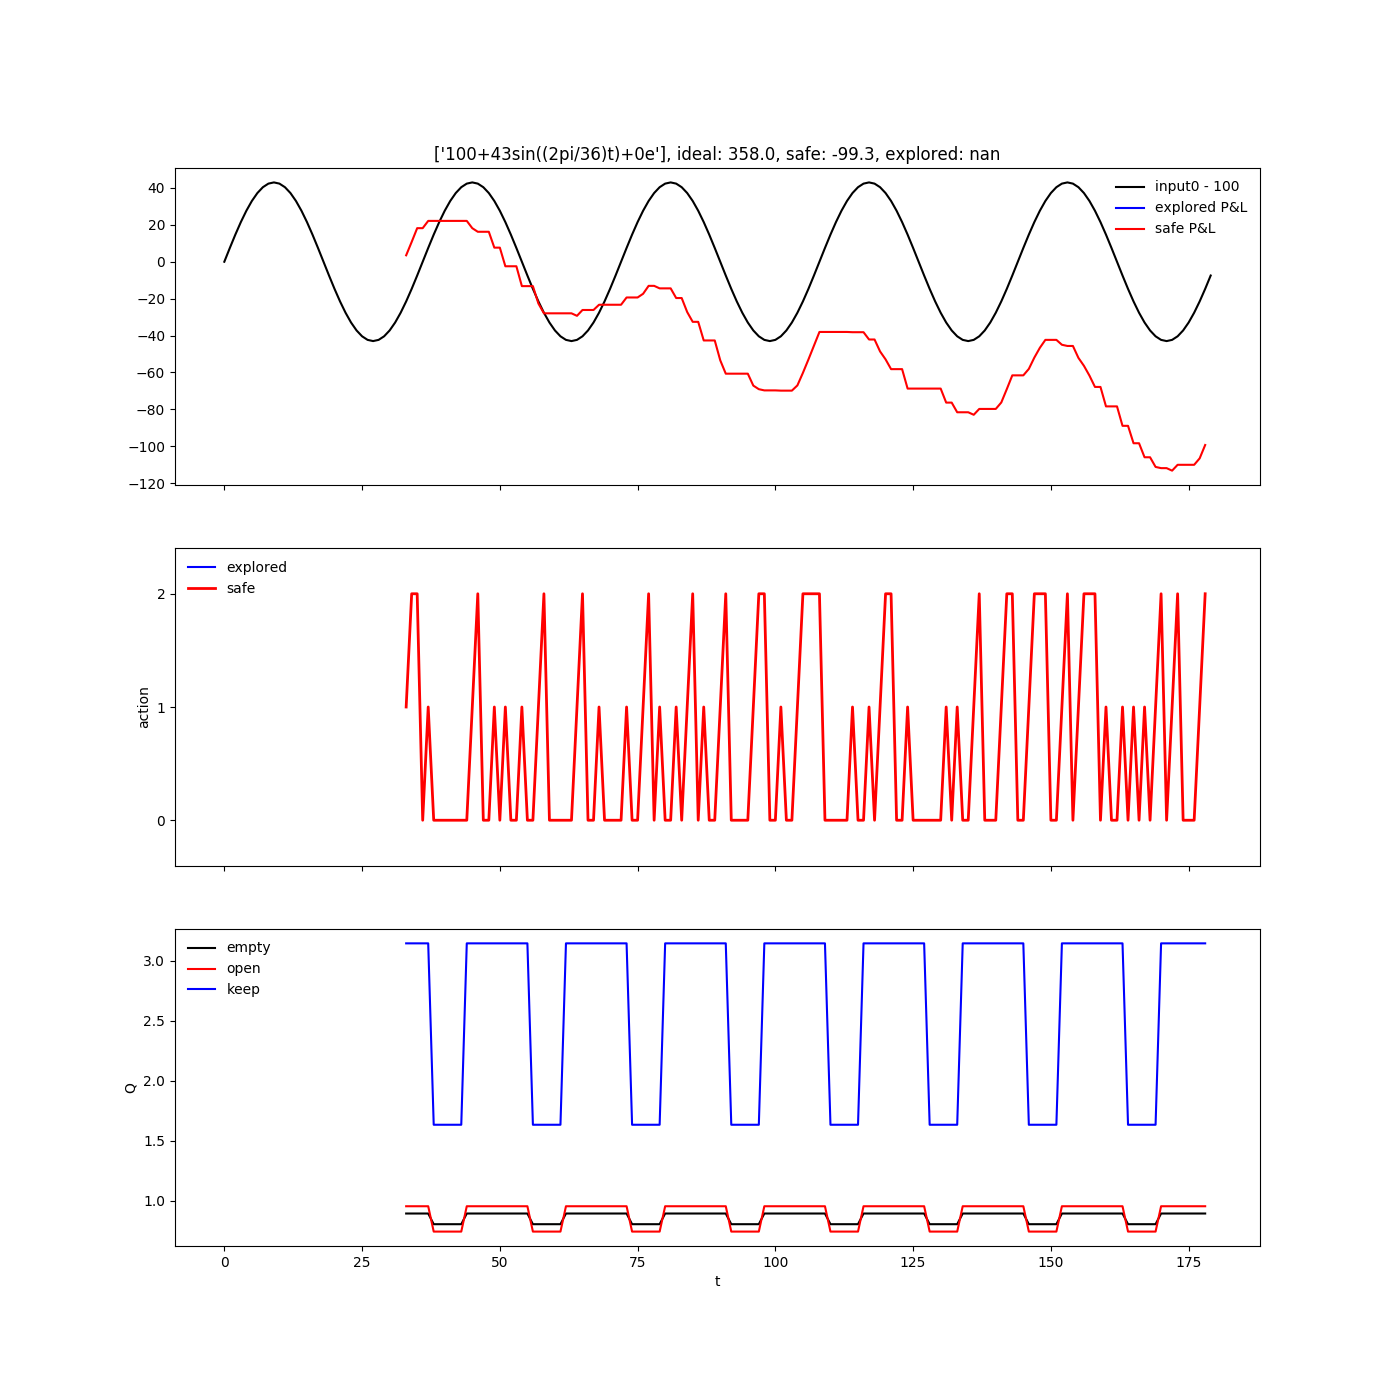 ['100+43sin((2pi/36)t)+0e'], ideal: 358.0, safe: -99.3, explored: nan
40
20
0
−20
−40
−60
−80
−100
−120
input0 - 100
explored P&L
safe P&L
explored
safe
2
1
0
action
empty
open
keep
3.0
2.5
2.0
1.5
1.0
Q
0 25 50 75 100 125 150 175
t